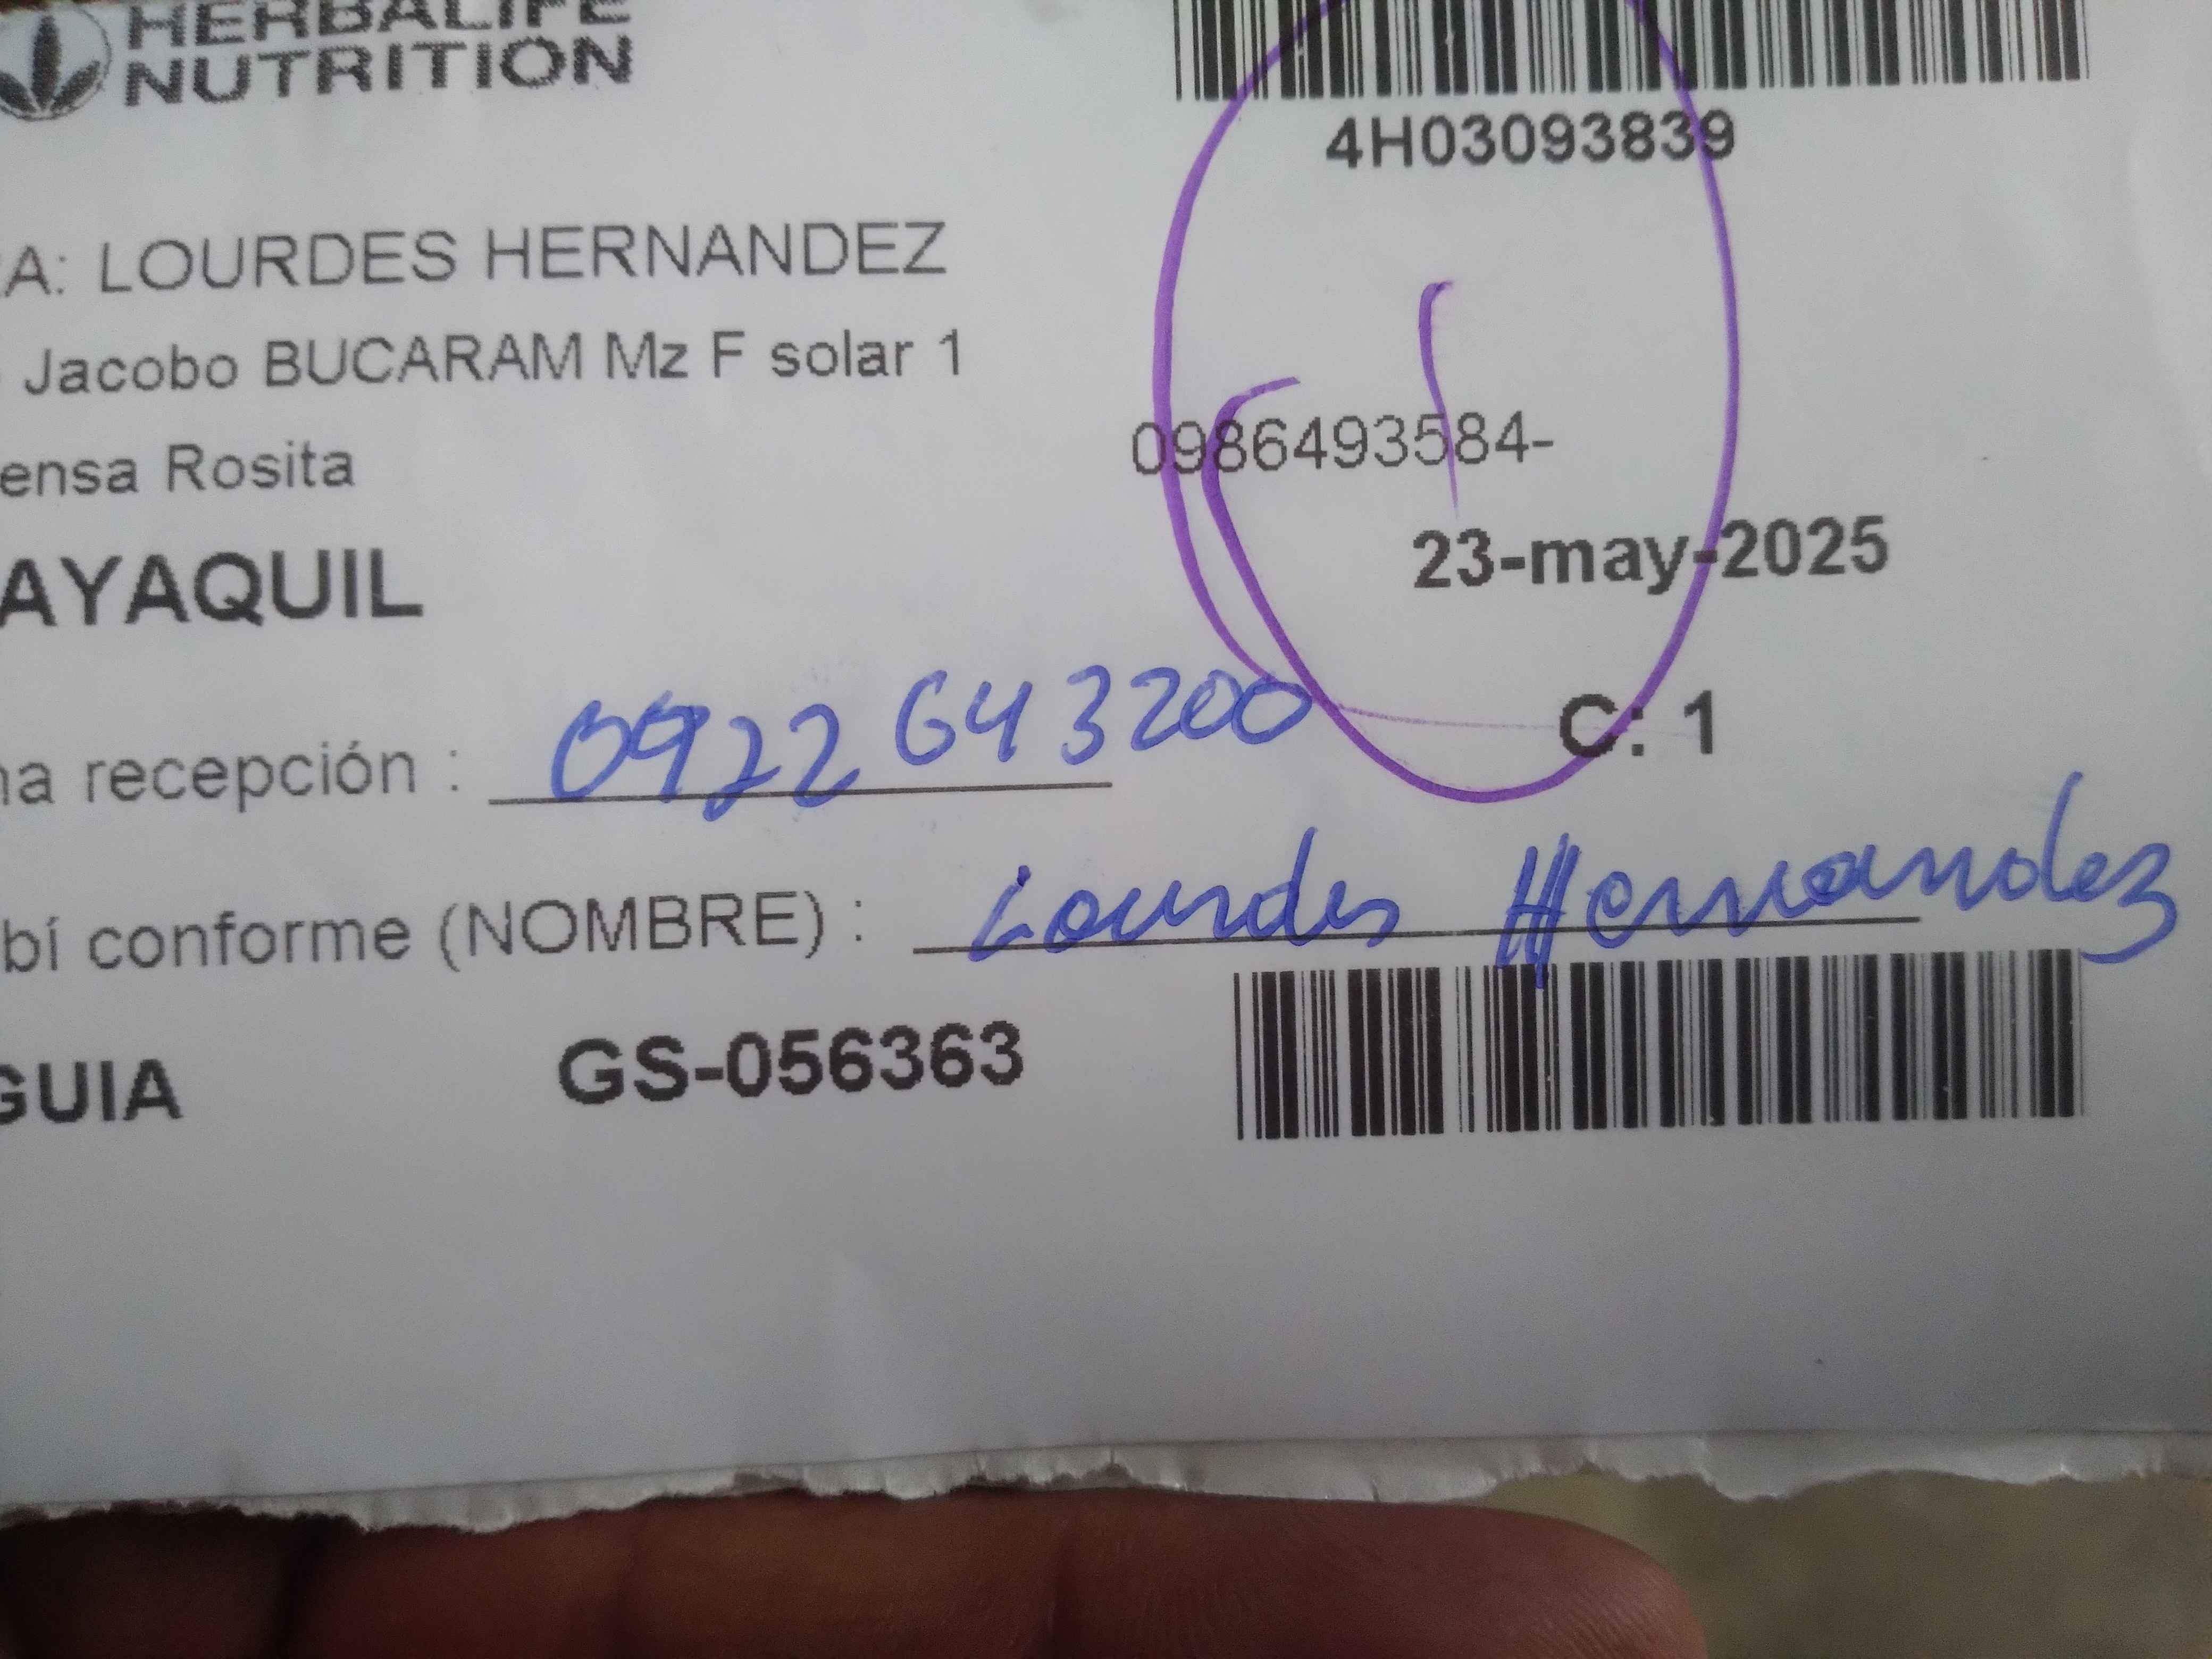 HERBALIFE
NUTRITION
4H03093839
A: LOURDES HERNANDEZ
Jacobo BUCARAM Mz F solar 1
ensa Rosita
0986493584-
AYAQUIL
23-may-2025
C: 1
na recepción : 0922643200
bí conforme (NOMBRE) : Lourdes Hernandez
GUIA GS-056363